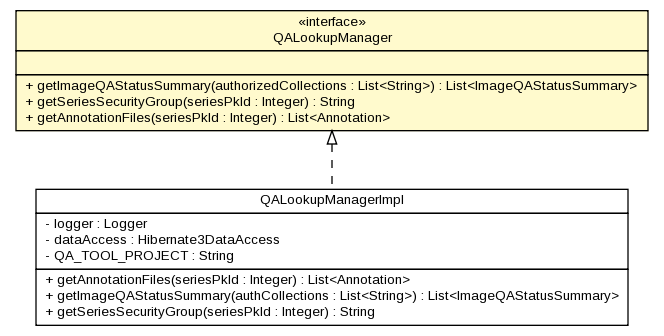 «interface»
QALookupManager
+ getImageQAStatusSummary(authorizedCollections : List<String>) : List<ImageQAStatusSummary>
+ getSeriesSecurityGroup(seriesPkId : Integer) : String
+ getAnnotationFiles(seriesPkId : Integer) : List<Annotation>
QALookupManagerImpl
- logger : Logger
- dataAccess : Hibernate3DataAccess
- QA_TOOL_PROJECT : String
+ getAnnotationFiles(seriesPkId : Integer) : List<Annotation>
+ getImageQAStatusSummary(authCollections : List<String>) : List<ImageQAStatusSummary>
+ getSeriesSecurityGroup(seriesPkId : Integer) : String